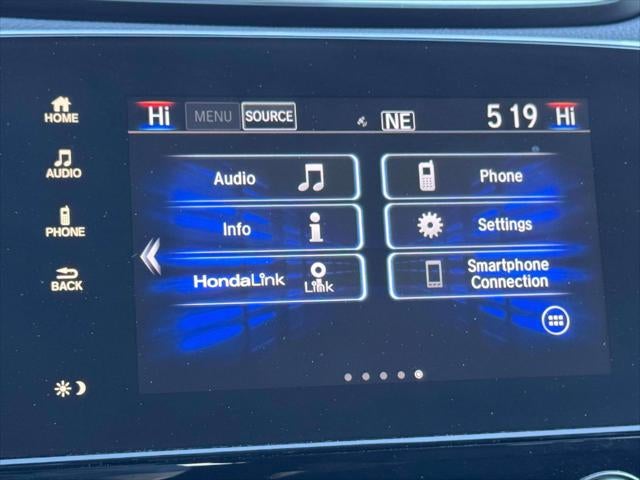 HOME
AUDIO
PHONE
BACK
Hi MENU SOURCE NE 5 19 Hi
Audio Phone
Info Settings
HondaLink Link Smartphone
Connection